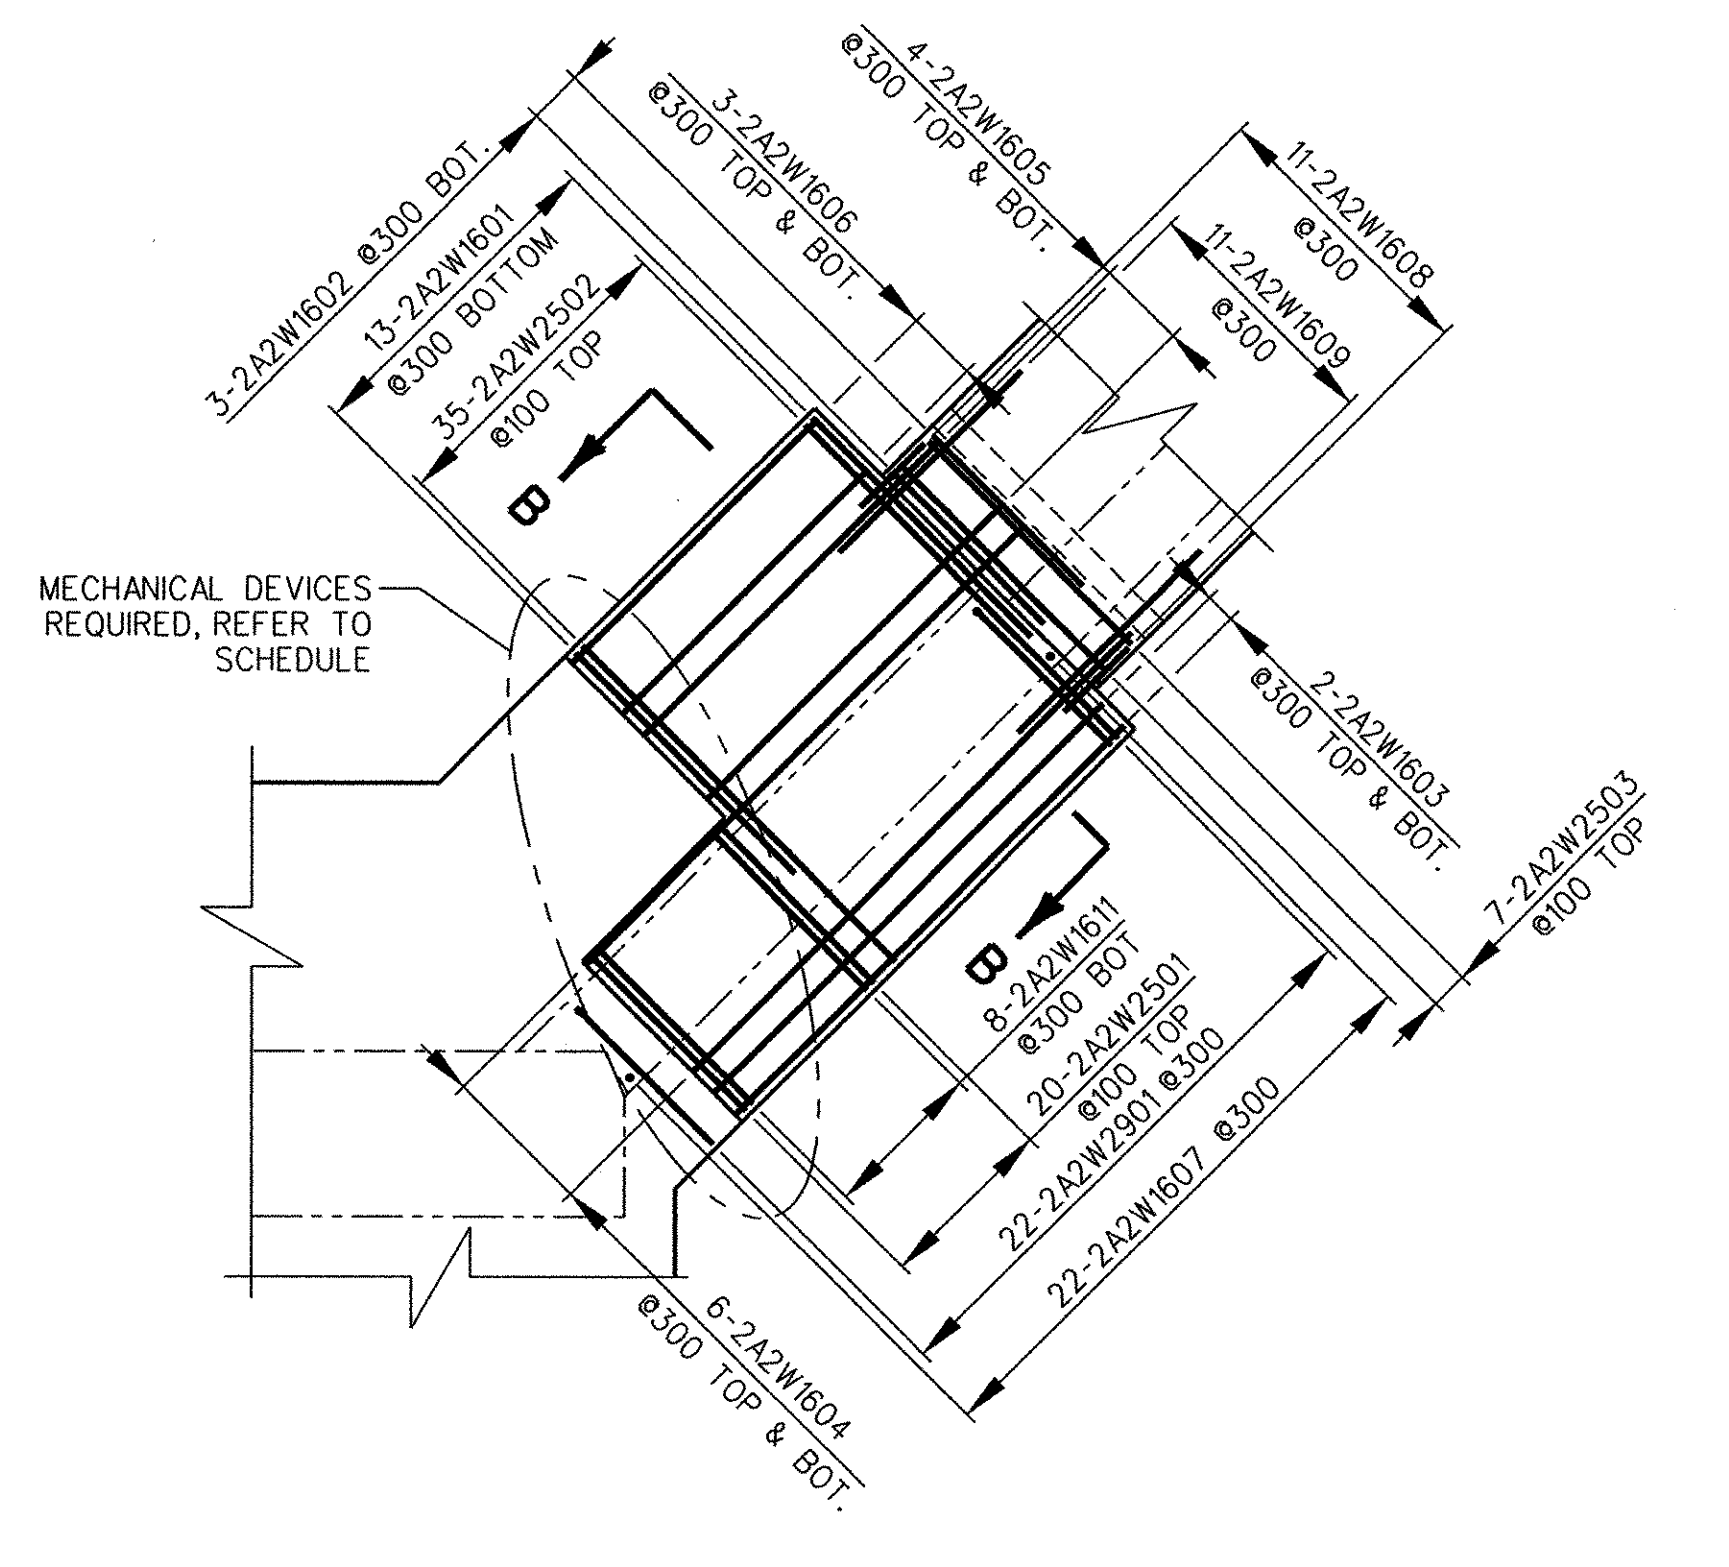 3-2A2W1602 @300 BOT.
13-2A2W1601
@300 BOTTOM
35-2A2W2502
@100 TOP
3-2A2W1606
@300 TOP & BOT.
4-2A2W1605
@300 TOP & BOT.
11-2A2W1608
@300
11-2A2W1609
@300
B
MECHANICAL DEVICES
REQUIRED, REFER TO
SCHEDULE
2-2A2W1603
@300 TOP & BOT.
7-2A2W2503
@100 TOP
B
8-2A2W1611
@300 BOT
20-2A2W2501
@100 TOP
22-2A2W2901 @300
22-2A2W1607 @300
6-2A2W1604
@300 TOP & BOT.